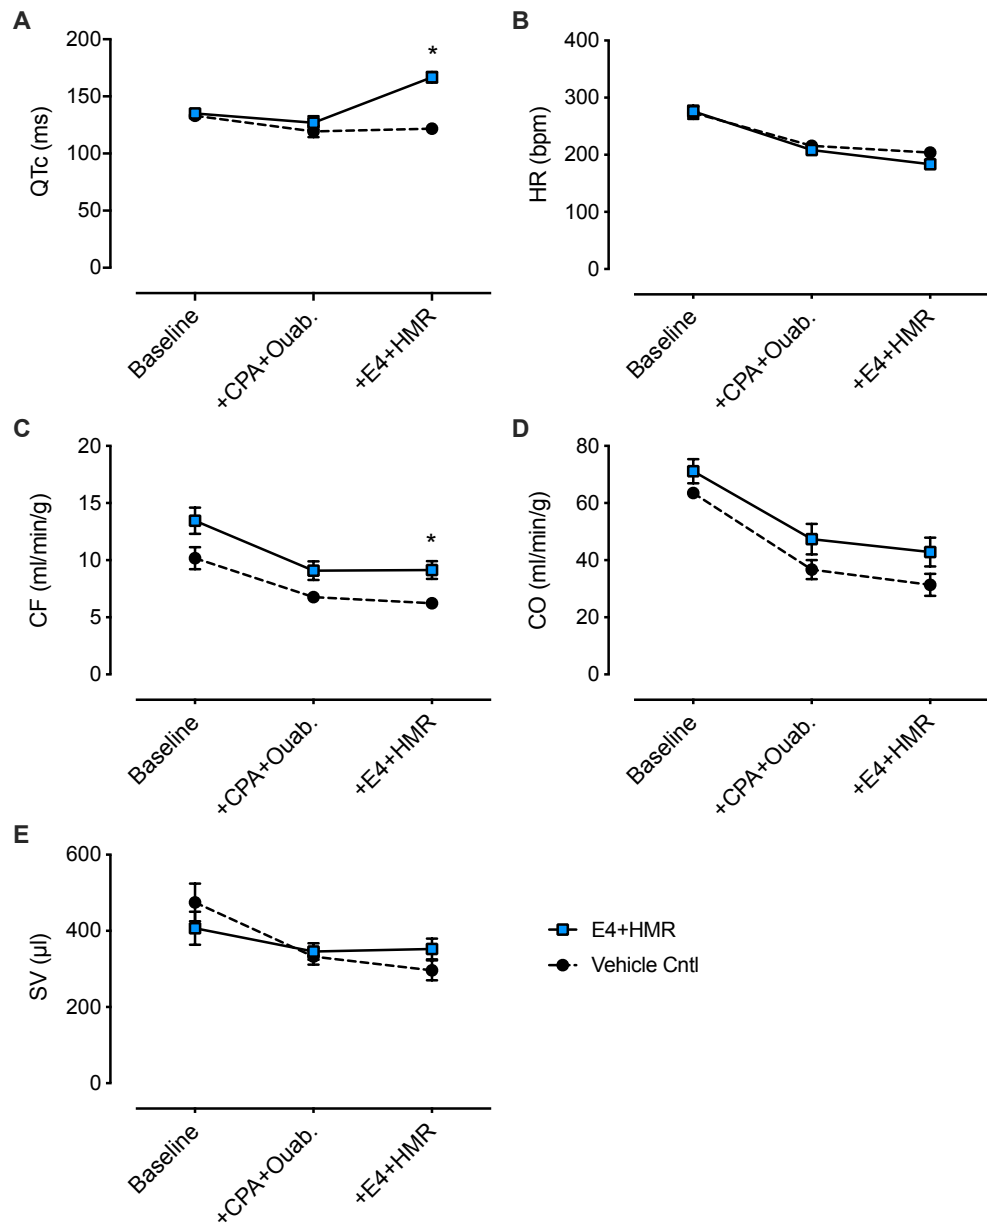 A
QTc (ms)
200
150
100
50
0
*
Baseline
+CPA+Ouab.
+E4+HMR
B
HR (bpm)
400
300
200
100
0
Baseline
+CPA+Ouab.
+E4+HMR
C
CF (ml/min/g)
20
15
10
5
0
*
Baseline
+CPA+Ouab.
+E4+HMR
D
CO (ml/min/g)
80
60
40
20
0
Baseline
+CPA+Ouab.
+E4+HMR
E
SV (µl)
600
400
200
0
Baseline
+CPA+Ouab.
+E4+HMR
E4+HMR
Vehicle Cntl